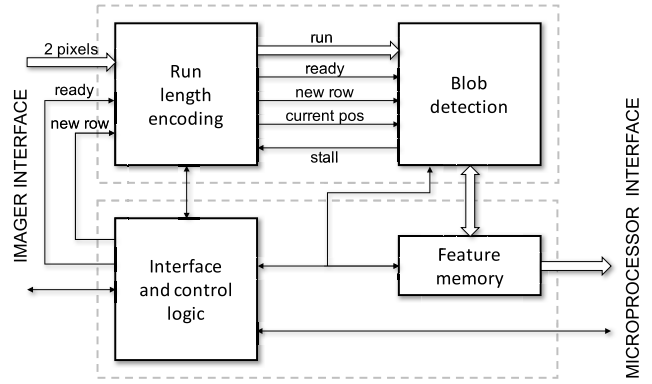 IMAGER INTERFACE
2 pixels
ready
new row
Run
length
encoding
run
ready
new row
current pos
stall
Blob
detection
Interface
and control
logic
Feature
memory
MICROPROCESSOR INTERFACE